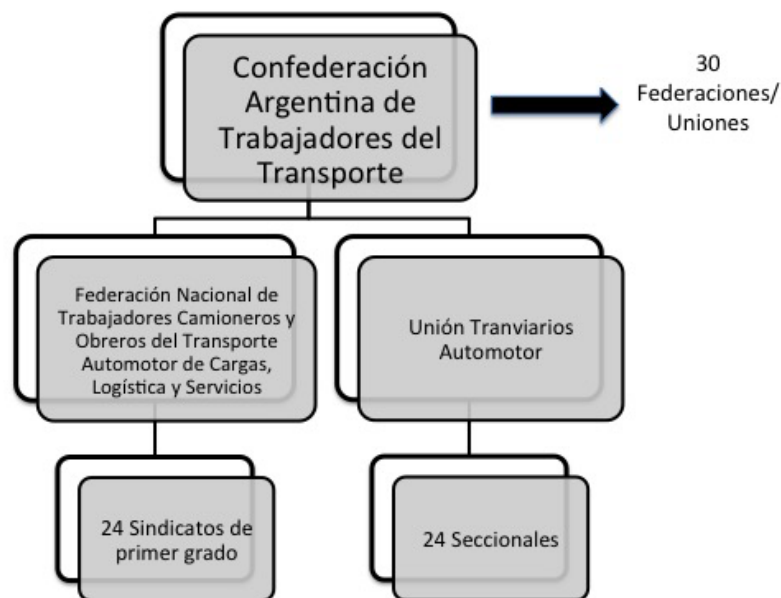 Confederación
Argentina de
Trabajadores del
Transporte
30
Federaciones/
Uniones
Federación Nacional de
Trabajadores Camioneros y
Obreros del Transporte
Automotor de Cargas,
Logística y Servicios
Unión Tranviarios
Automotor
24 Sindicatos de
primer grado
24 Seccionales